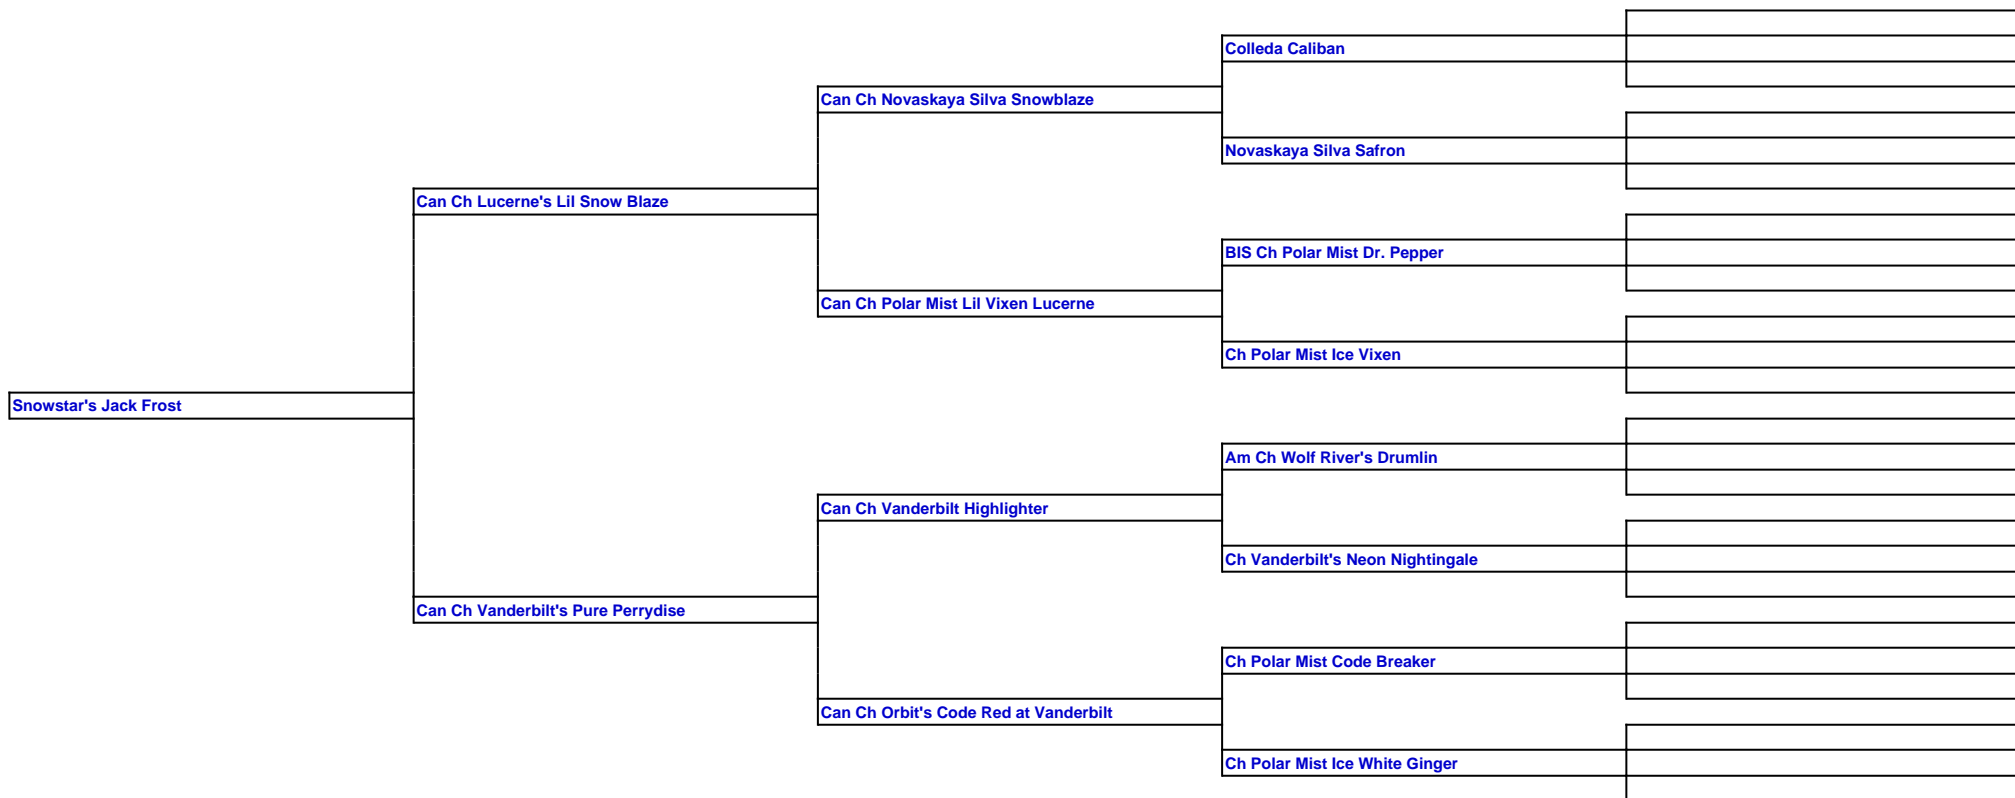 Colleda Caliban
Can Ch Novaskaya Silva Snowblaze
Novaskaya Silva Safron
Can Ch Lucerne's Lil Snow Blaze
BIS Ch Polar Mist Dr. Pepper
Can Ch Polar Mist Lil Vixen Lucerne
Ch Polar Mist Ice Vixen
Snowstar's Jack Frost
Am Ch Wolf River's Drumlin
Can Ch Vanderbilt Highlighter
Ch Vanderbilt's Neon Nightingale
Can Ch Vanderbilt's Pure Perrydise
Ch Polar Mist Code Breaker
Can Ch Orbit's Code Red at Vanderbilt
Ch Polar Mist Ice White Ginger